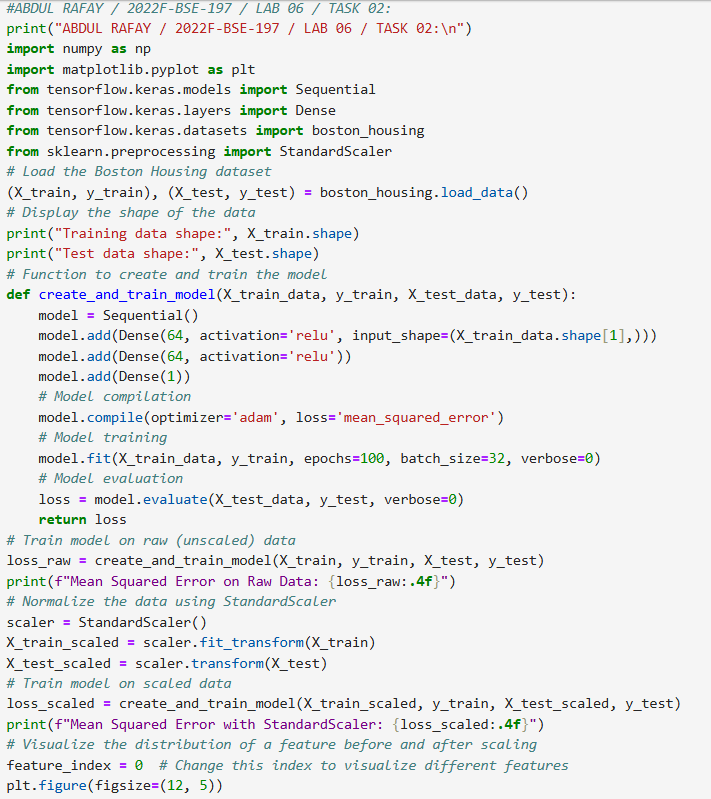 #ABDUL RAFAY / 2022F-BSE-197 / LAB 06 / TASK 02:
print("ABDUL RAFAY / 2022F-BSE-197 / LAB 06 / TASK 02:\n")
import numpy as np
import matplotlib.pyplot as plt
from tensorflow.keras.models import Sequential
from tensorflow.keras.layers import Dense
from tensorflow.keras.datasets import boston_housing
from sklearn.preprocessing import StandardScaler
# Load the Boston Housing dataset
(X_train, y_train), (X_test, y_test) = boston_housing.load_data()
# Display the shape of the data
print("Training data shape:", X_train.shape)
print("Test data shape:", X_test.shape)
# Function to create and train the model
def create_and_train_model(X_train_data, y_train, X_test_data, y_test):
    model = Sequential()
    model.add(Dense(64, activation='relu', input_shape=(X_train_data.shape[1],)))
    model.add(Dense(64, activation='relu'))
    model.add(Dense(1))
    # Model compilation
    model.compile(optimizer='adam', loss='mean_squared_error')
    # Model training
    model.fit(X_train_data, y_train, epochs=100, batch_size=32, verbose=0)
    # Model evaluation
    loss = model.evaluate(X_test_data, y_test, verbose=0)
    return loss
# Train model on raw (unscaled) data
loss_raw = create_and_train_model(X_train, y_train, X_test, y_test)
print(f"Mean Squared Error on Raw Data: {loss_raw:.4f}")
# Normalize the data using StandardScaler
scaler = StandardScaler()
X_train_scaled = scaler.fit_transform(X_train)
X_test_scaled = scaler.transform(X_test)
# Train model on scaled data
loss_scaled = create_and_train_model(X_train_scaled, y_train, X_test_scaled, y_test)
print(f"Mean Squared Error with StandardScaler: {loss_scaled:.4f}")
# Visualize the distribution of a feature before and after scaling
feature_index = 0  # Change this index to visualize different features
plt.figure(figsize=(12, 5))